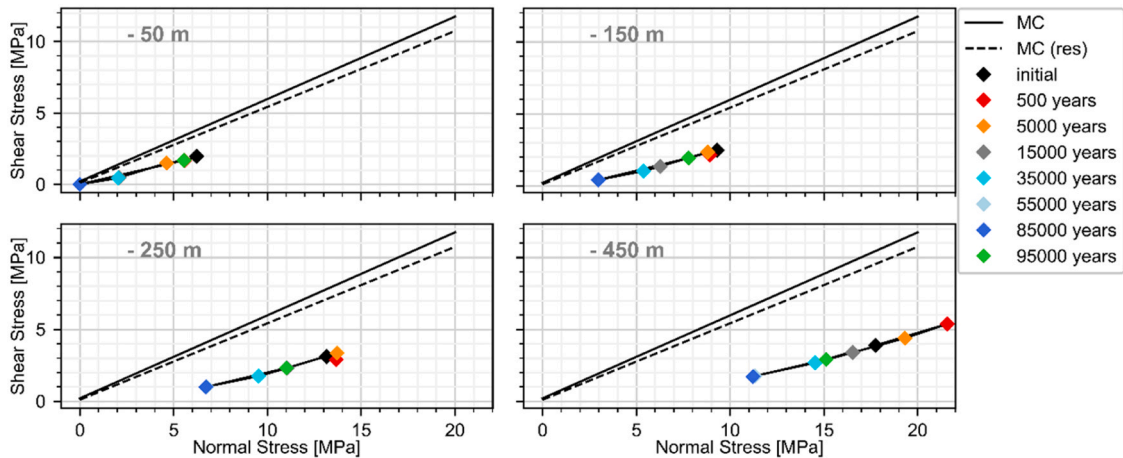 - 50 m
- 150 m
Shear Stress [MPa]
10
5
0
MC
MC (res)
initial
500 years
5000 years
15000 years
35000 years
55000 years
85000 years
95000 years
- 250 m
- 450 m
Shear Stress [MPa]
10
5
0
0 5 10 15 20
0 5 10 15 20
Normal Stress [MPa]
Normal Stress [MPa]